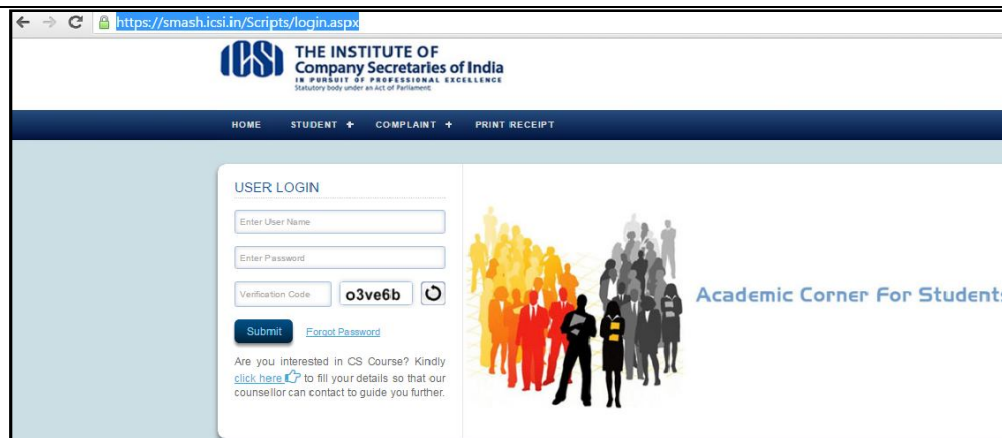 https://smash.icsi.in/Scripts/login.aspx
ICSI
THE INSTITUTE OF
Company Secretaries of India
IN PURSUIT OF PROFESSIONAL EXCELLENCE
Statutory body under an Act of Parliament
HOME STUDENT + COMPLAINT + PRINT RECEIPT
USER LOGIN
Enter User Name
Enter Password
Verification Code o3ve6b
Submit Forgot Password
Are you interested in CS Course? Kindly
click here to fill your details so that our
counsellor can contact to guide you further.
Academic Corner For Students